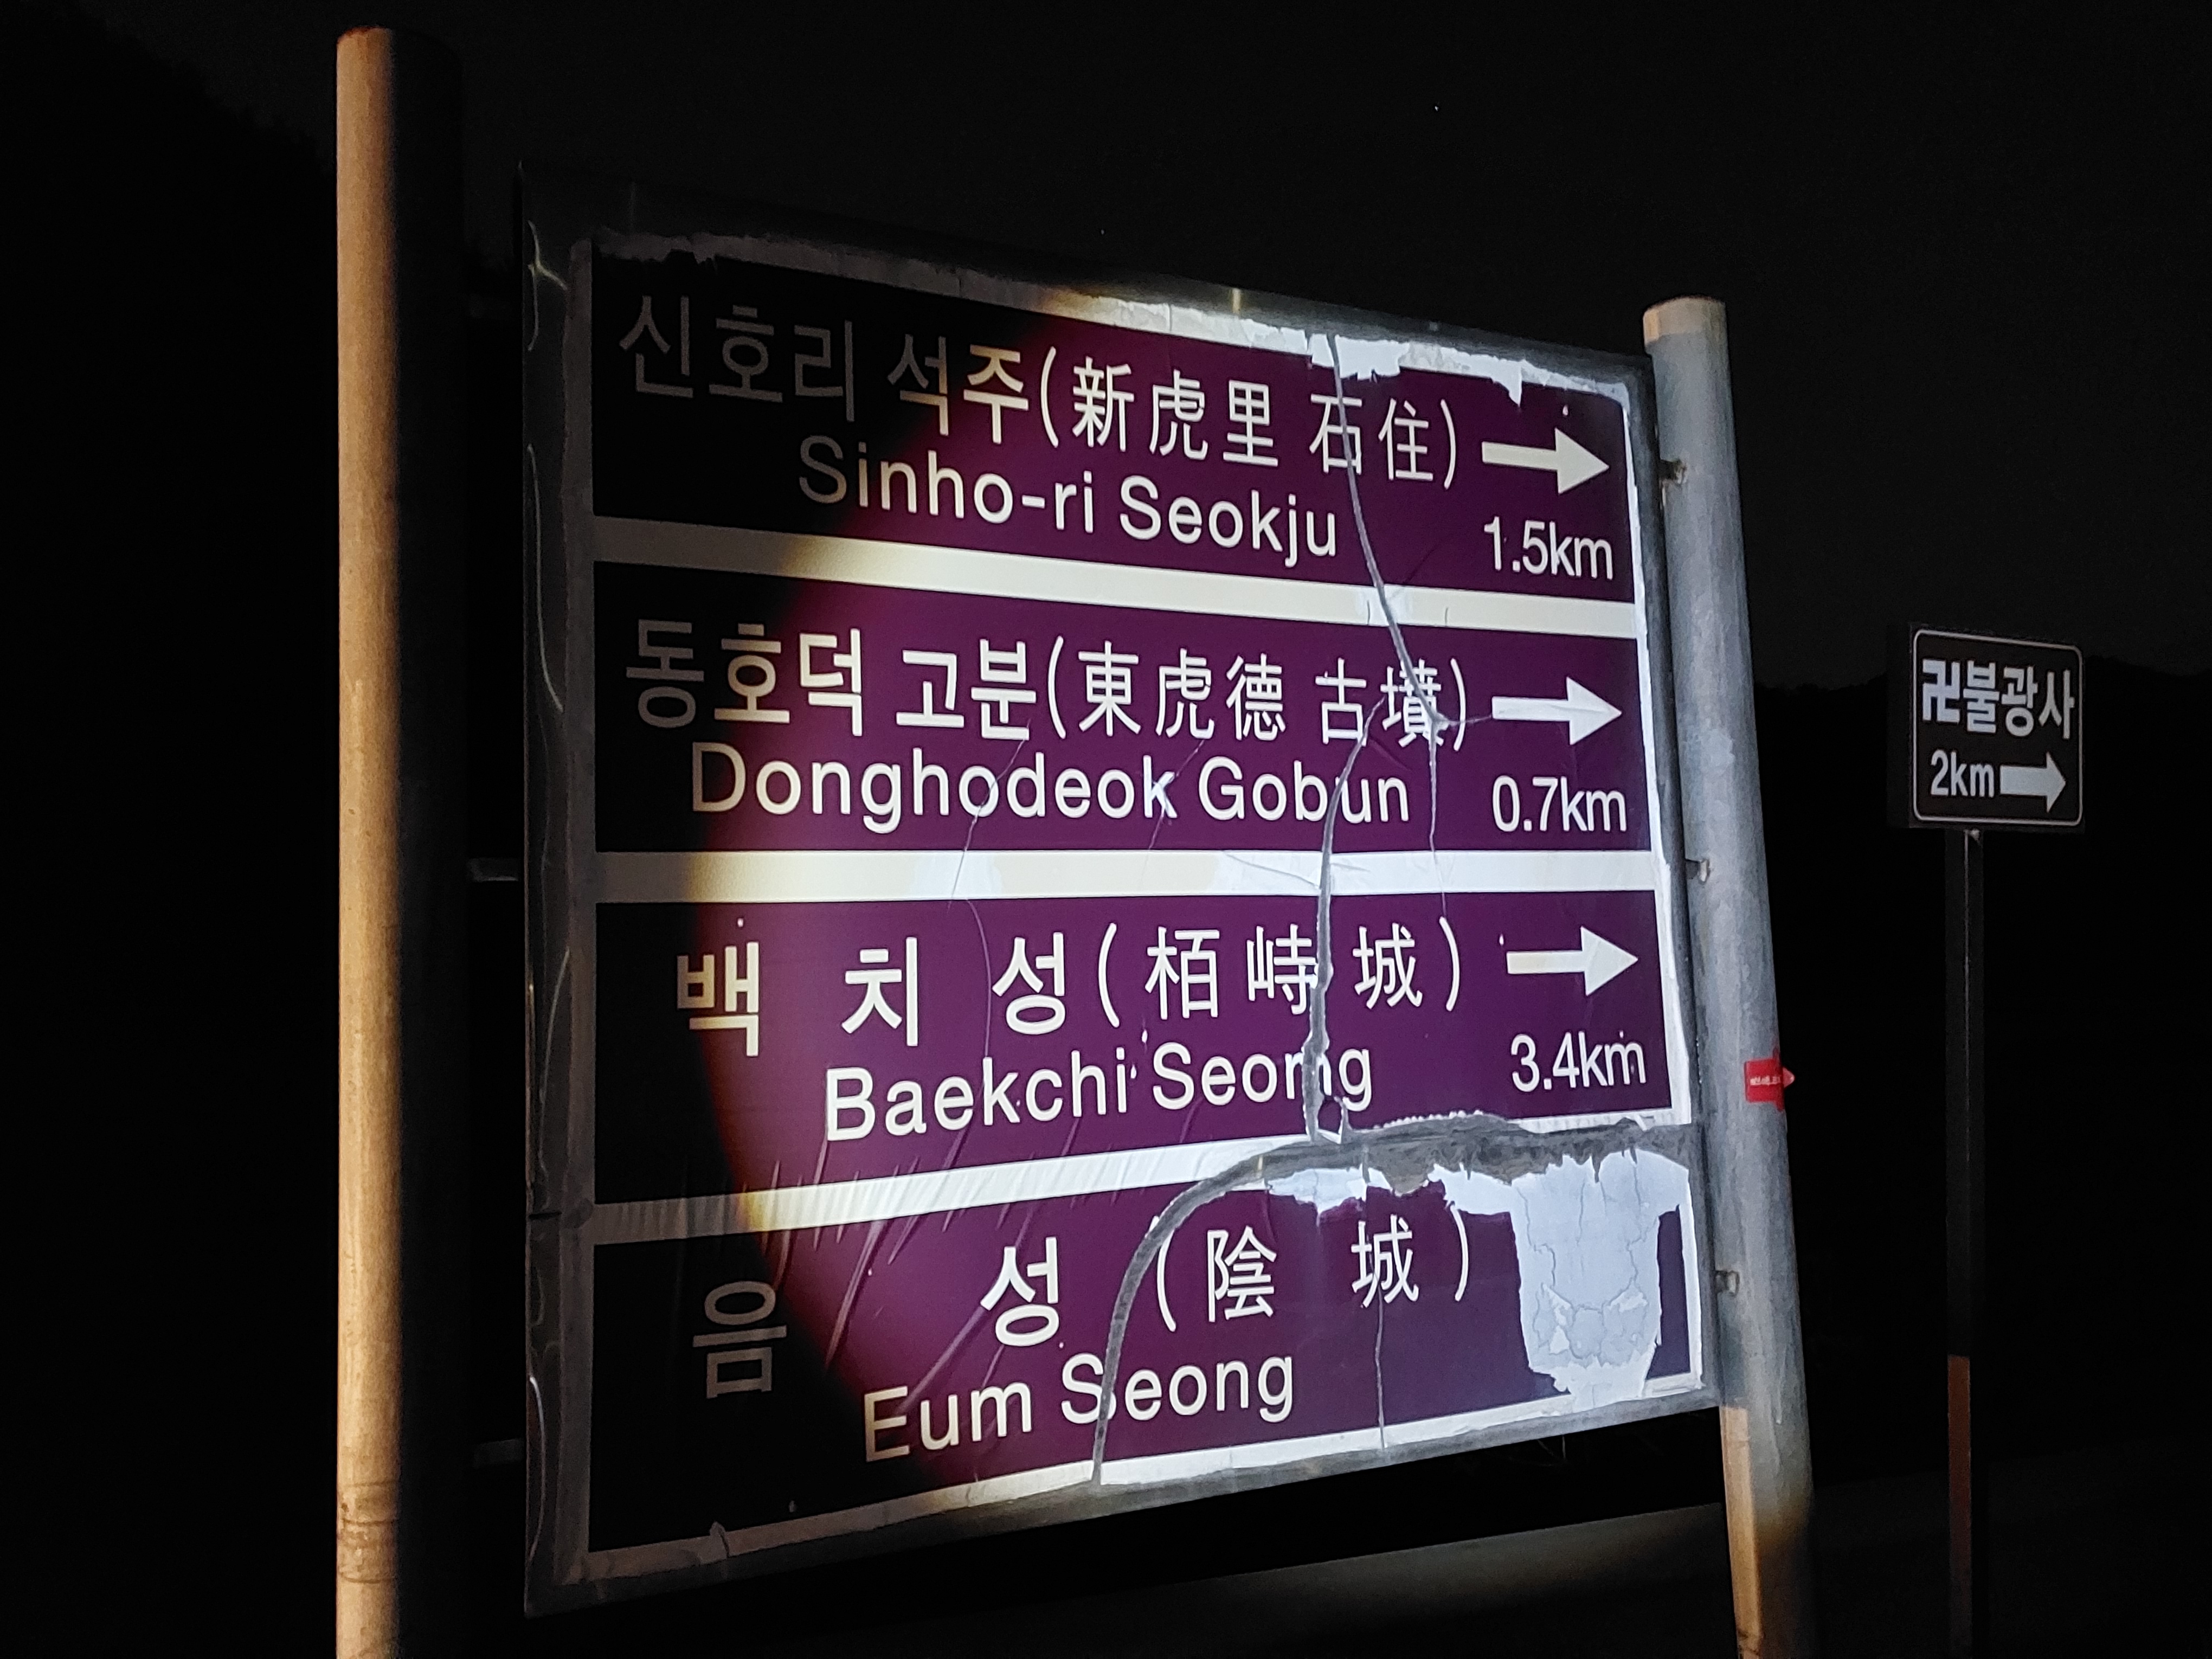 신호리 석주(新虎里 石住)
Sinho-ri Seokju
1.5km
동호덕 고분(東虎德 古墳)
Donghodeok Gobun
0.7km
백 치 성(栢峙城)
Baekchi Seong
3.4km
음 성(陰城)
Eum Seong
卍불광사
2km